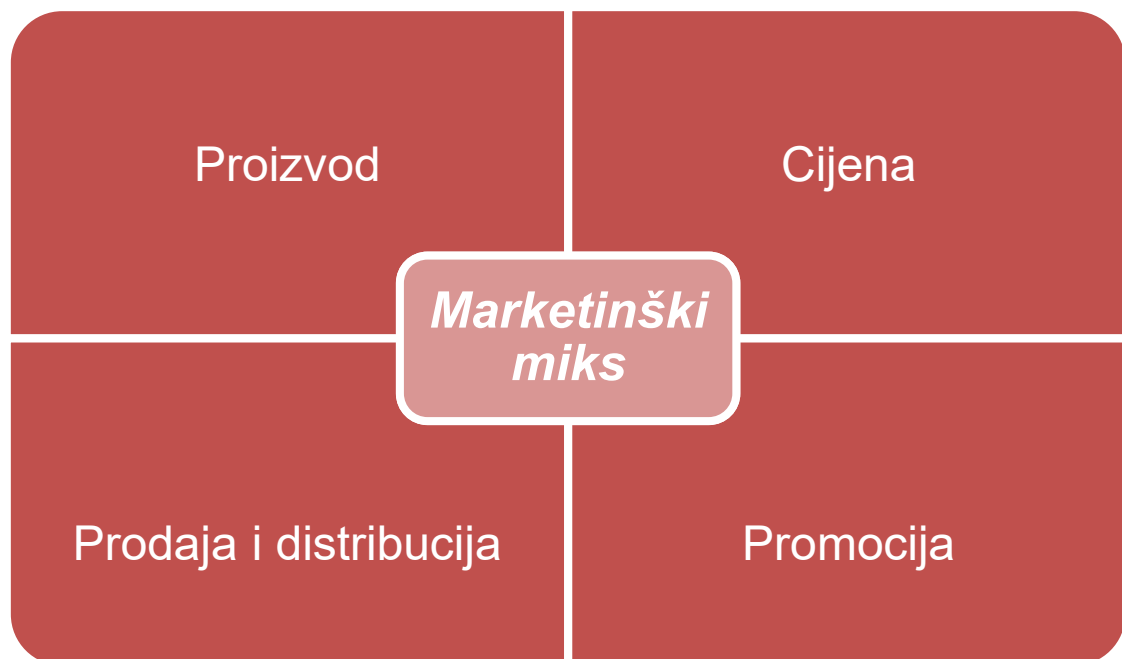 Proizvod
Cijena
Marketinški
miks
Prodaja i distribucija
Promocija